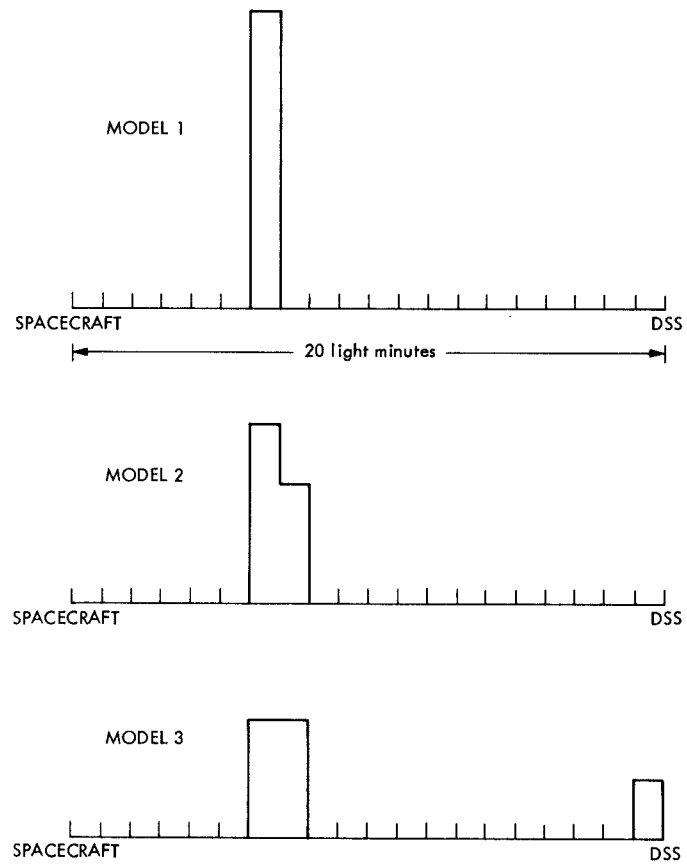 MODEL 1
SPACECRAFT DSS
20 light minutes
MODEL 2
SPACECRAFT DSS
MODEL 3
SPACECRAFT DSS